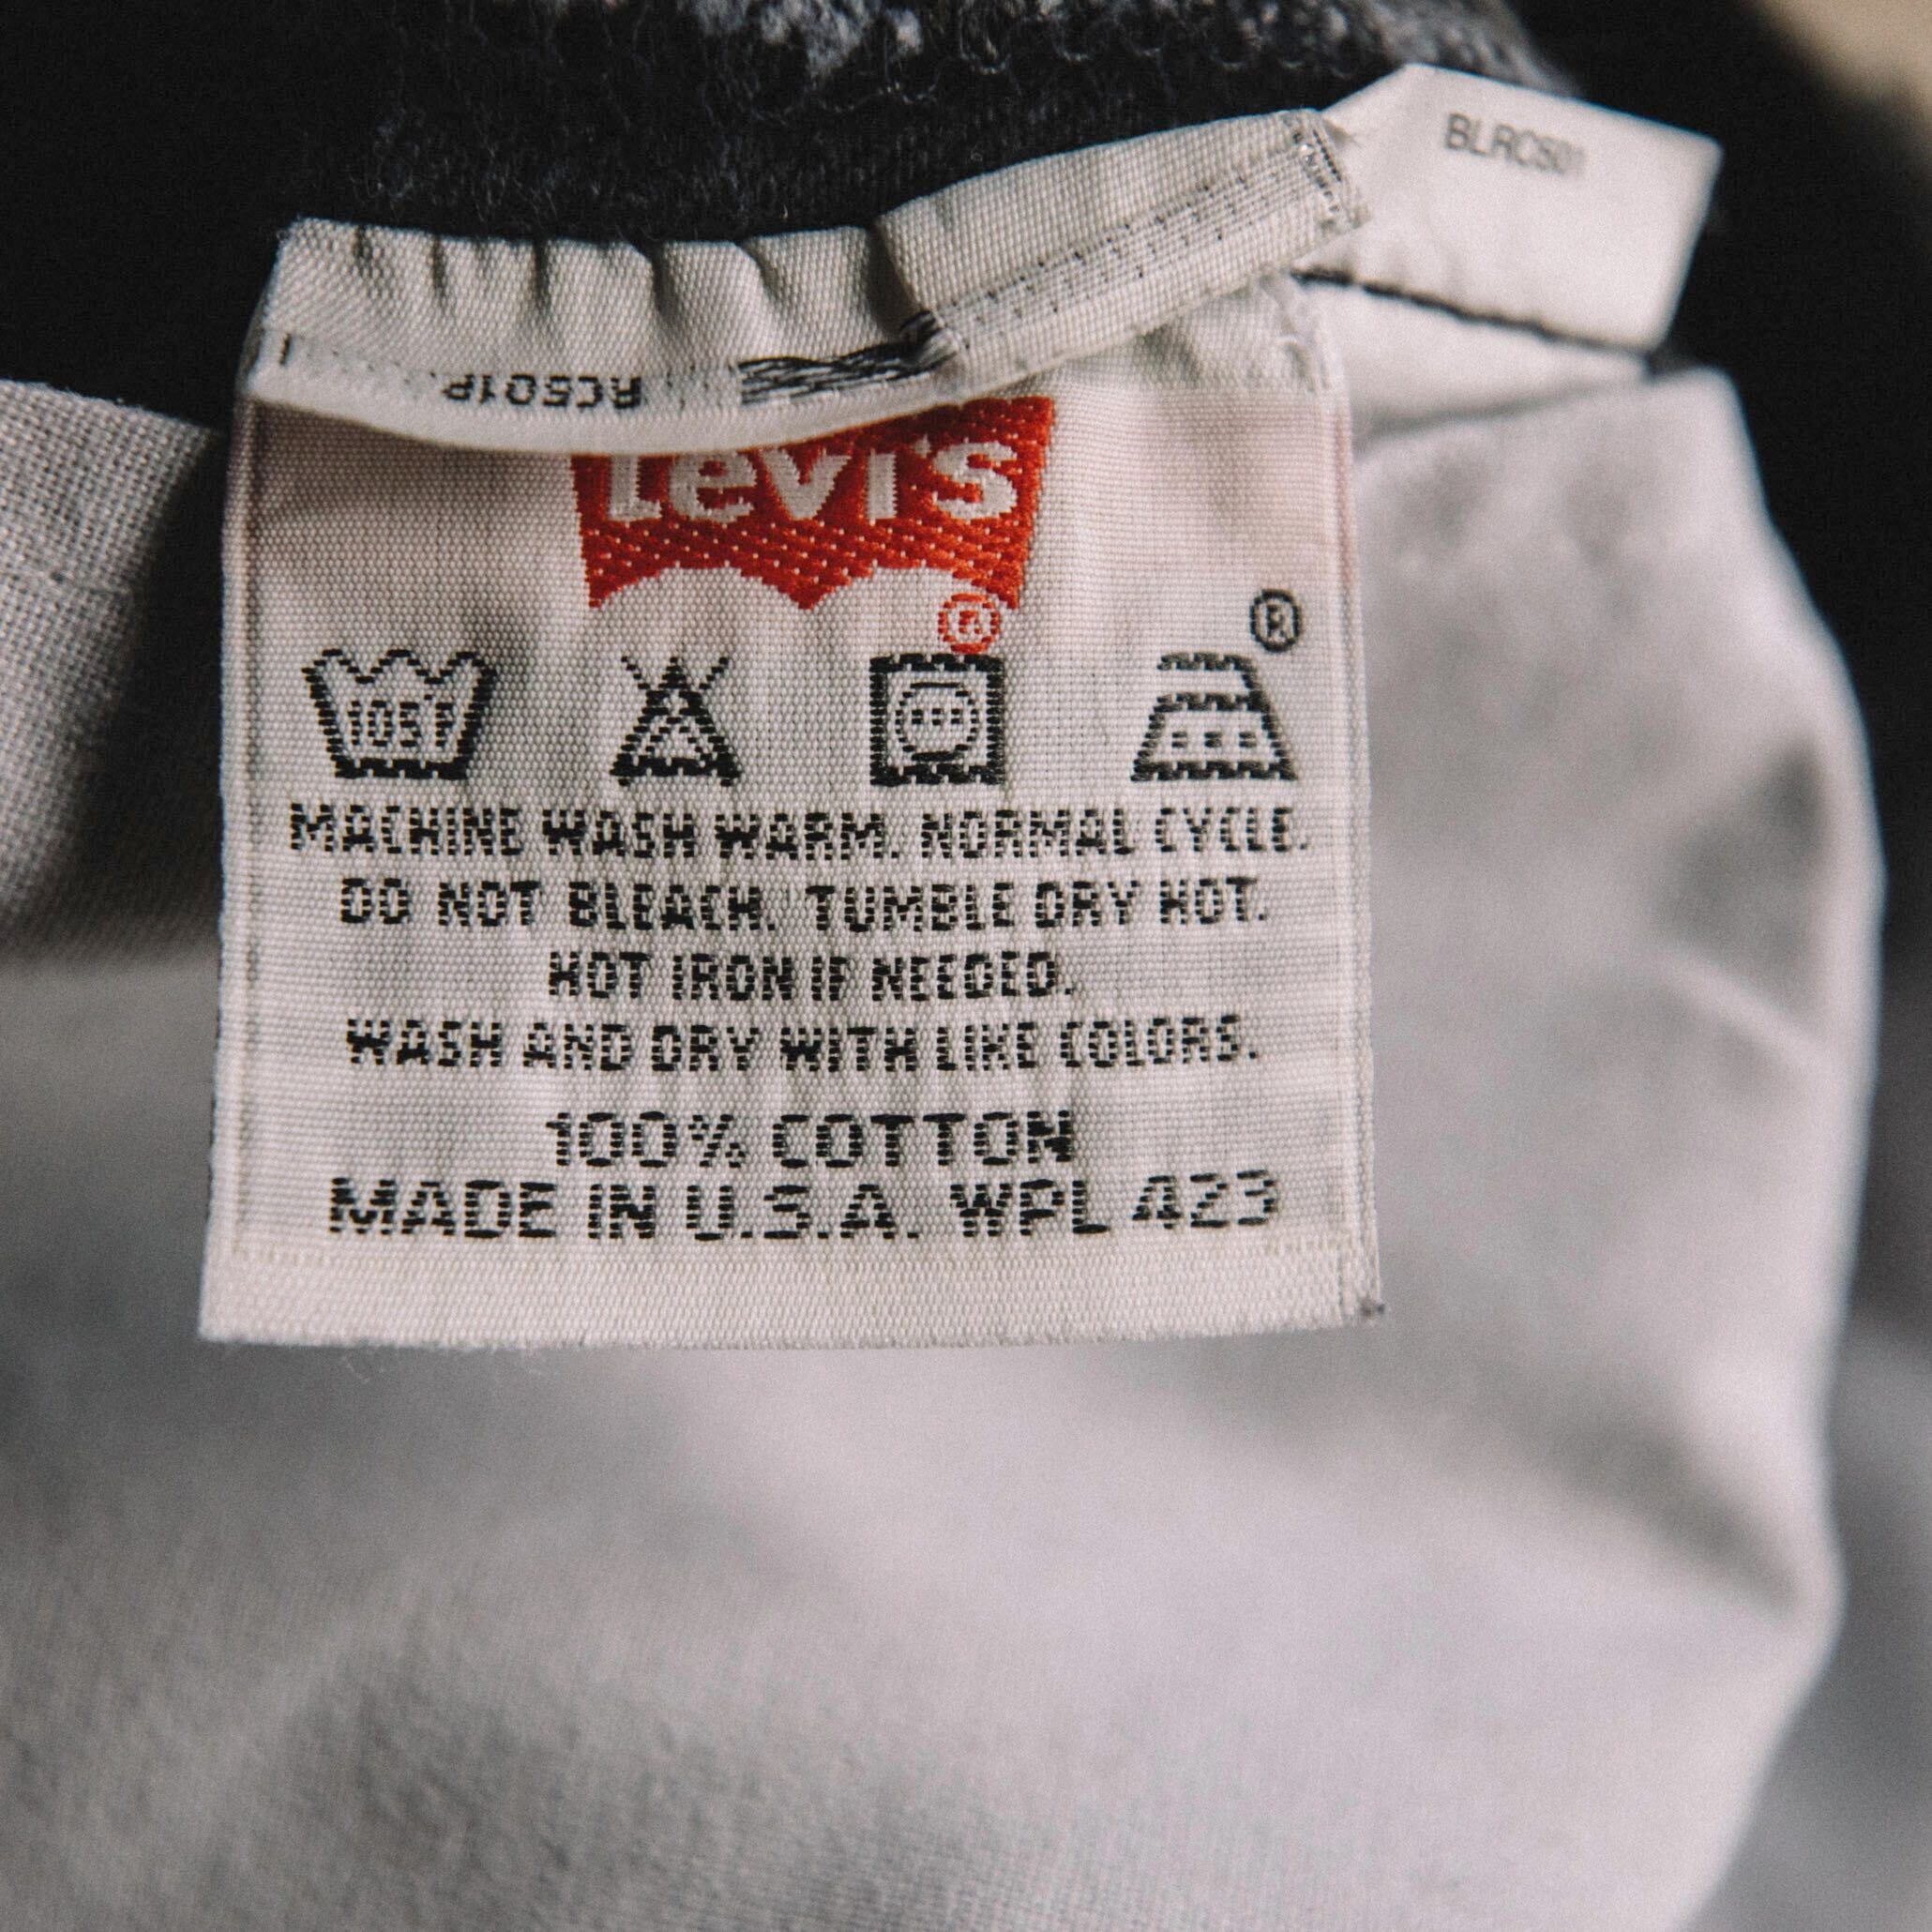 BLRC501
RC501P
Levi's
®
®
105F
MACHINE WASH WARM. NORMAL CYCLE.
DO NOT BLEACH. TUMBLE DRY HOT.
HOT IRON IF NEEDED.
WASH AND DRY WITH LIKE COLORS.
100% COTTON
MADE IN U.S.A. WPL 423